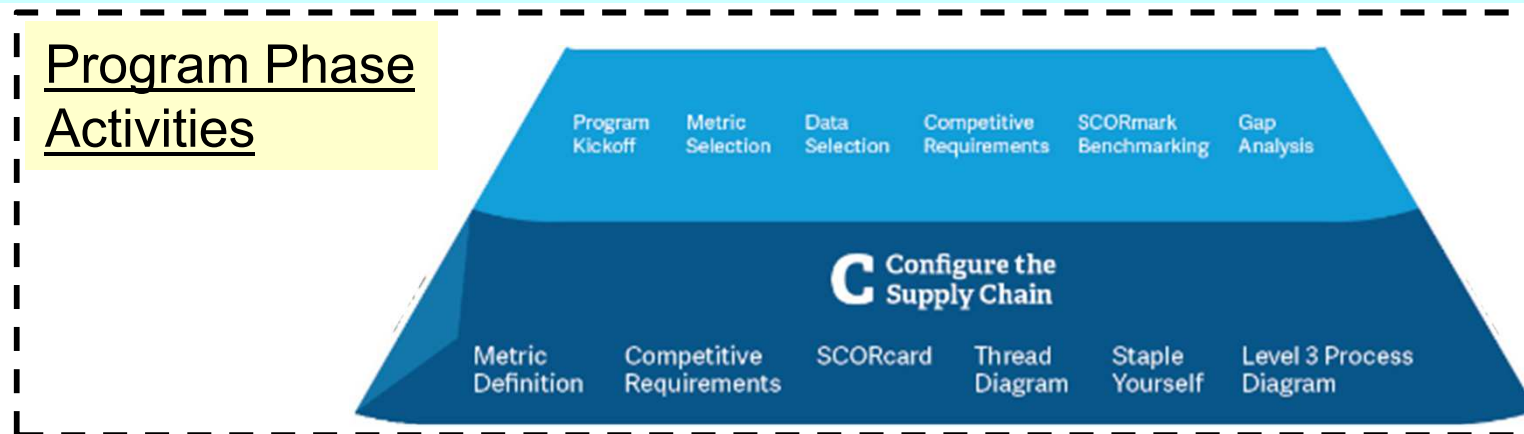 Program Phase
Activities
Program Metric Data Competitive SCORmark Gap
Kickoff Selection Selection Requirements Benchmarking Analysis
C Configure the
Supply Chain
Metric Competitive SCORcard Thread Staple Level 3 Process
Definition Requirements Diagram Yourself Diagram